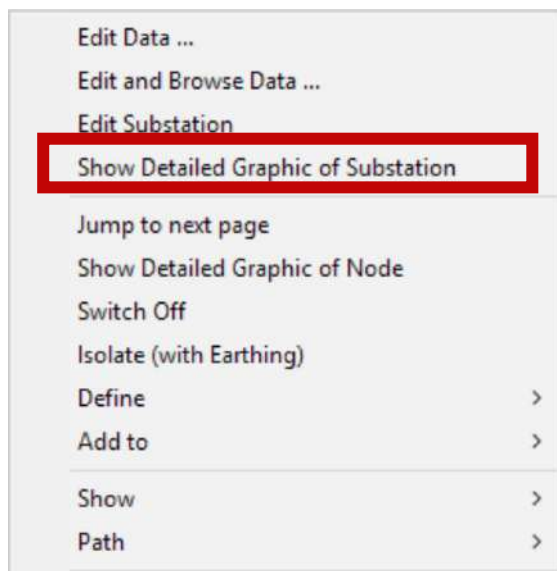 Edit Data ...
Edit and Browse Data ...
Edit Substation
Show Detailed Graphic of Substation
Jump to next page
Show Detailed Graphic of Node
Switch Off
Isolate (with Earthing)
Define >
Add to >
Show >
Path >